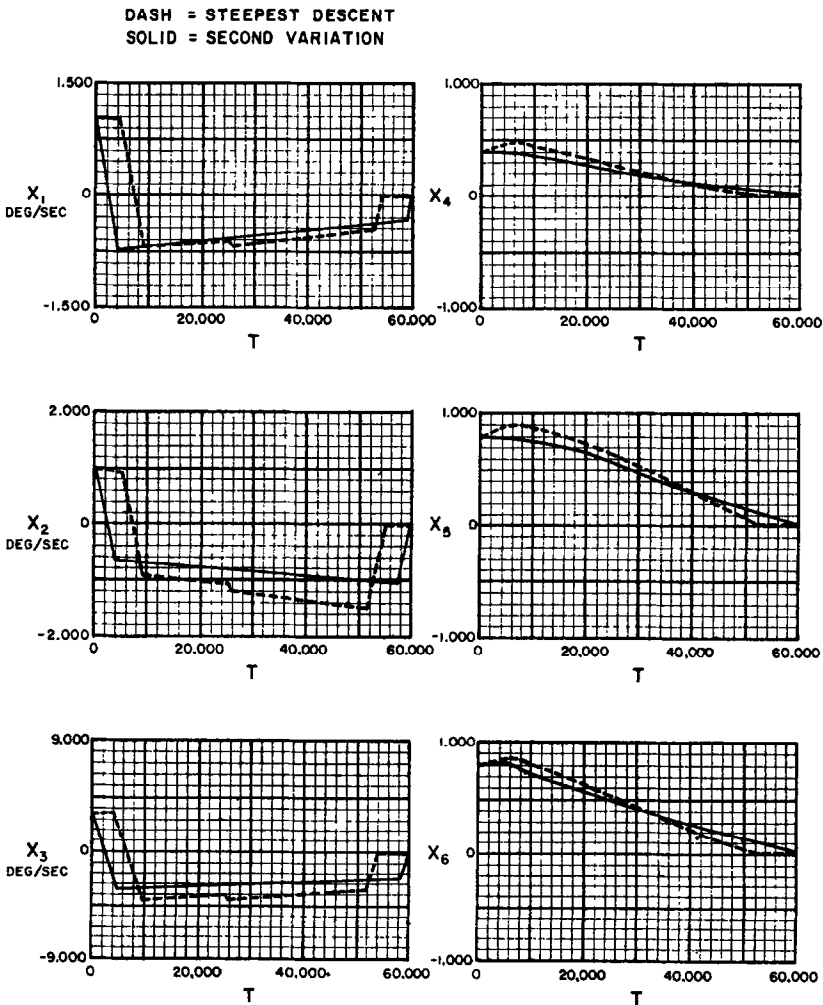 DASH = STEEPEST DESCENT
SOLID = SECOND VARIATION
1.500
X1
DEG/SEC
0
-1.500
0
20.000
40.000
60.000
T
1.000
X4
0
-1.000
0
20.000
40.000
60.000
T
2.000
X2
DEG/SEC
0
-2.000
0
20.000
40.000
60.000
T
1.000
X5
0
-1.000
0
20.000
40,000
60.000
T
9.000
X3
DEG/SEC
0
-9.000
0
20.000
40.000
60.000
T
1.000
X6
0
-1.000
0
20.000
40.000
60.000
T